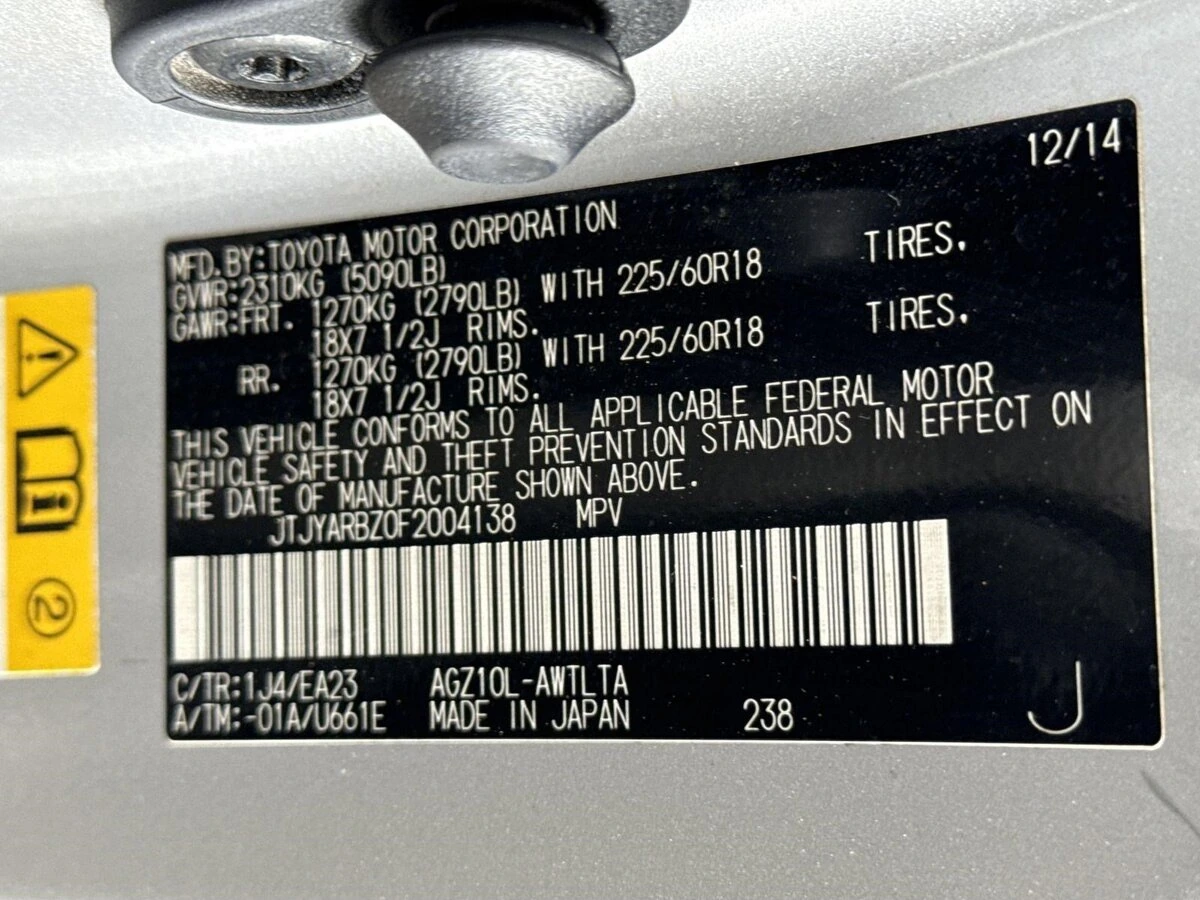 12/14
MFD.BY:TOYOTA MOTOR CORPORATION
GVWR:2310KG (5090LB)
GAWR:FRT. 1270KG (2790LB) WITH 225/60R18 TIRES.
18X7 1/2J RIMS.
RR. 1270KG (2790LB) WITH 225/60R18 TIRES.
18X7 1/2J RIMS.
THIS VEHICLE CONFORMS TO ALL APPLICABLE FEDERAL MOTOR
VEHICLE SAFETY AND THEFT PREVENTION STANDARDS IN EFFECT ON
THE DATE OF MANUFACTURE SHOWN ABOVE.
JTJYARBZ0F2004138 MPV
C/TR:1J4/EA23 AGZ10L-AWTLTA
A/TM:-01A/U661E MADE IN JAPAN 238 J
2